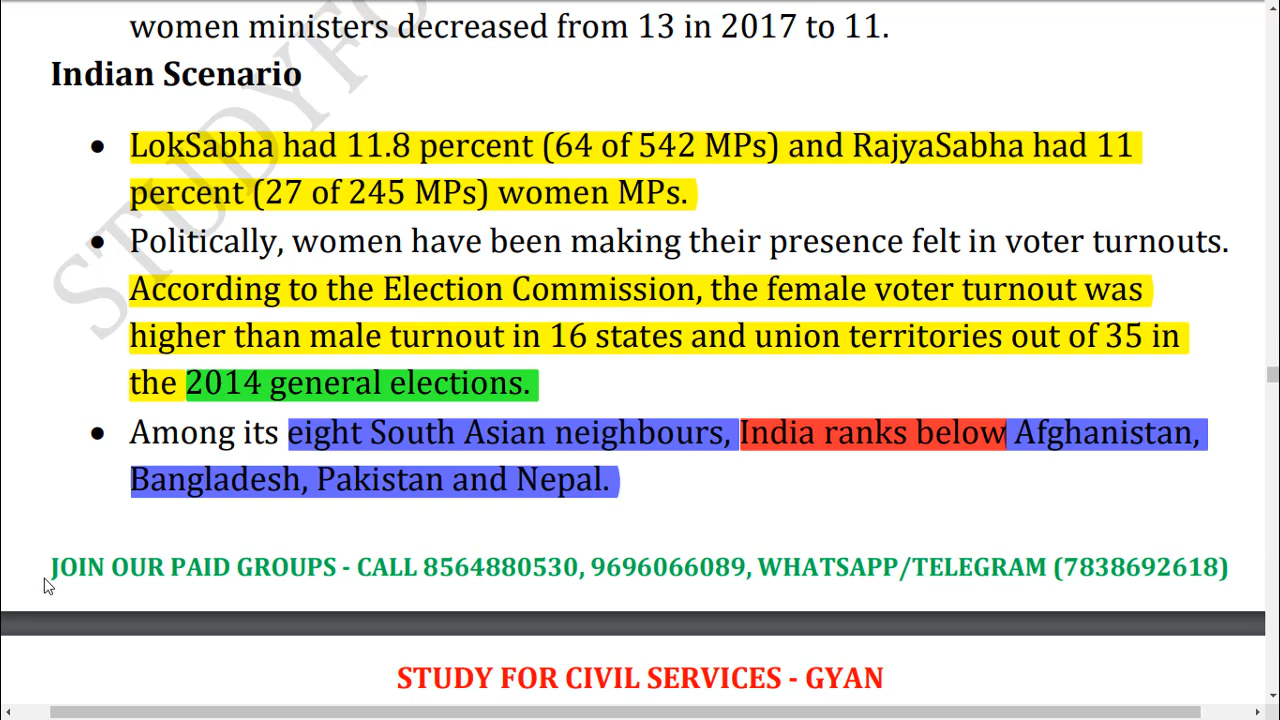 women ministers decreased from 13 in 2017 to 11.
Indian Scenario
• LokSabha had 11.8 percent (64 of 542 MPs) and RajyaSabha had 11
percent (27 of 245 MPs) women MPs.
• Politically, women have been making their presence felt in voter turnouts.
According to the Election Commission, the female voter turnout was
higher than male turnout in 16 states and union territories out of 35 in
the 2014 general elections.
• Among its eight South Asian neighbours, India ranks below Afghanistan,
Bangladesh, Pakistan and Nepal.
STUDYFO
JOIN OUR PAID GROUPS - CALL 8564880530, 9696066089, WHATSAPP/TELEGRAM (7838692618)
STUDY FOR CIVIL SERVICES - GYAN